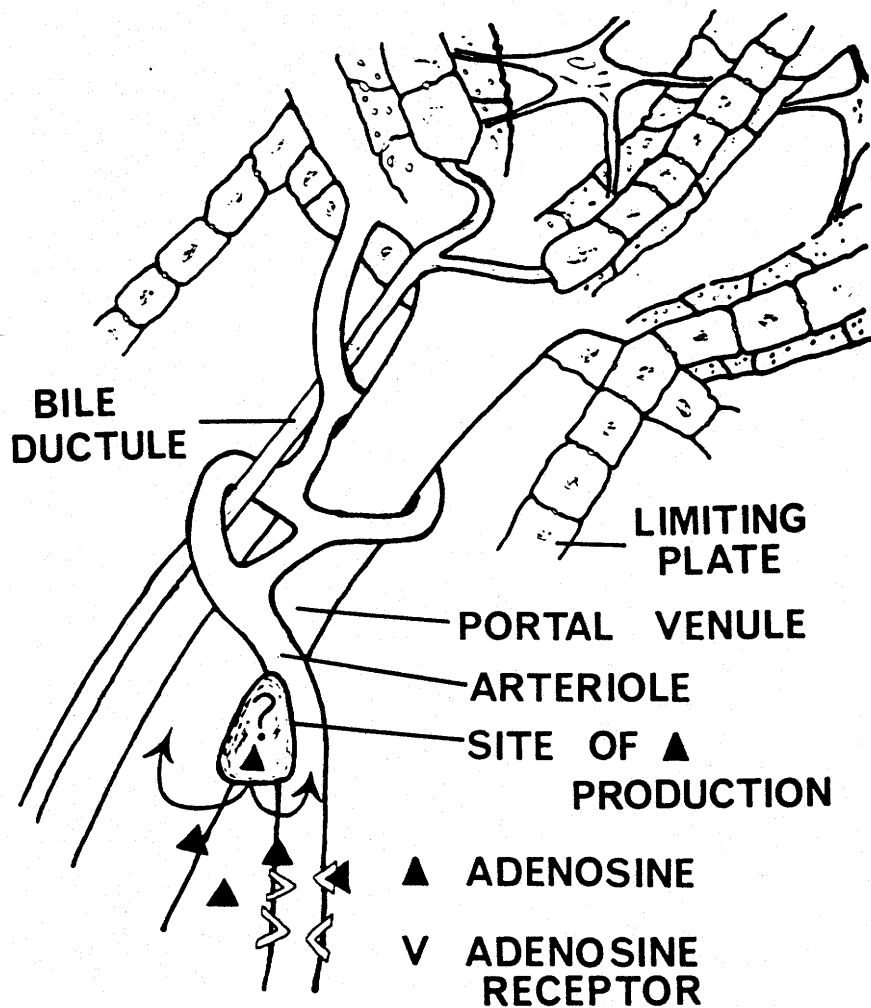 BILE
DUCTULE
LIMITING
PLATE
PORTAL VENULE
ARTERIOLE
?
SITE OF ▲
PRODUCTION
▲ ADENOSINE
V ADENOSINE
RECEPTOR